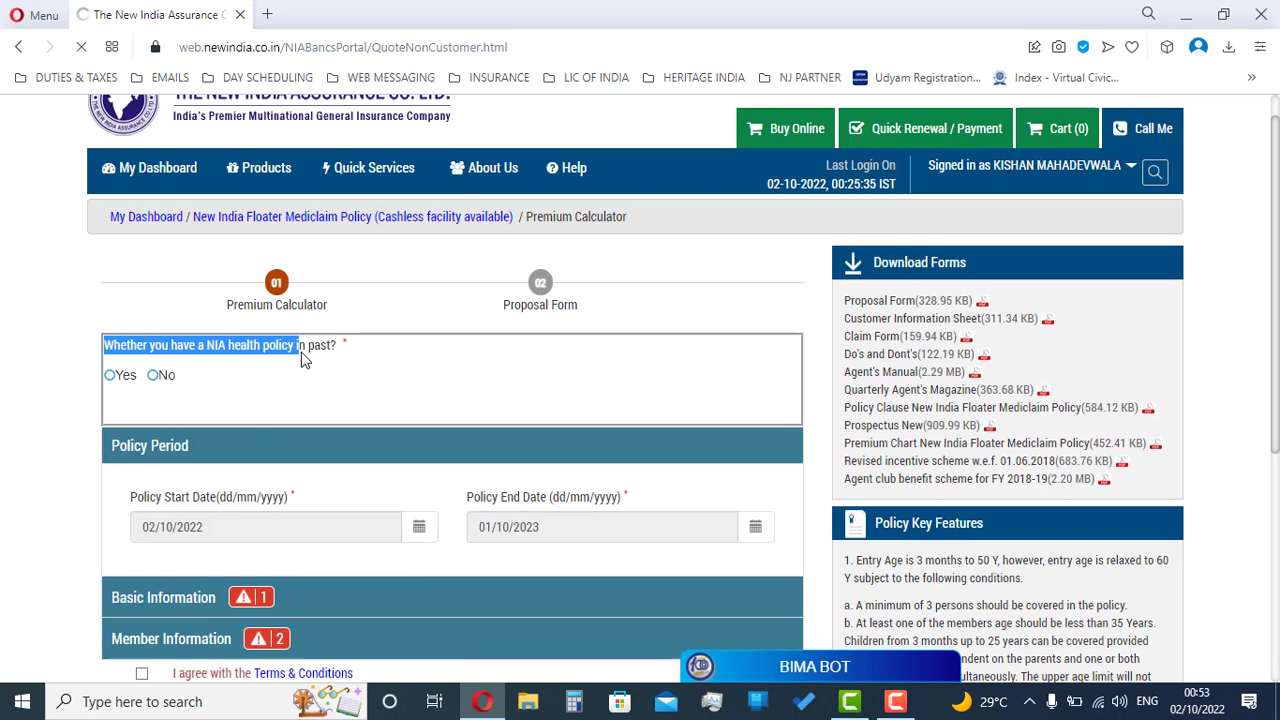 Menu
The New India Assurance C
web.newindia.co.in/NIABancsPortal/QuoteNonCustomer.html
DUTIES & TAXES
EMAILS
DAY SCHEDULING
WEB MESSAGING
INSURANCE
LIC OF INDIA
HERITAGE INDIA
NJ PARTNER
Udyam Registration...
Index - Virtual Civic...
THE NEW INDIA ASSURANCE CO. LTD.
India's Premier Multinational General Insurance Company
Buy Online
Quick Renewal / Payment
Cart (0)
Call Me
My Dashboard
Products
Quick Services
About Us
Help
Last Login On
02-10-2022, 00:25:35 IST
Signed in as KISHAN MAHADEVWALA
My Dashboard / New India Floater Mediclaim Policy (Cashless facility available) / Premium Calculator
01
Premium Calculator
02
Proposal Form
Whether you have a NIA health policy in past? *
Yes No
Policy Period
Policy Start Date(dd/mm/yyyy) *
Policy End Date (dd/mm/yyyy) *
02/10/2022
01/10/2023
Basic Information 1
Member Information 2
I agree with the Terms & Conditions
Download Forms
Proposal Form(328.95 KB)
Customer Information Sheet(311.34 KB)
Claim Form(159.94 KB)
Do's and Dont's(122.19 KB)
Agent's Manual(2.29 MB)
Quarterly Agent's Magazine(363.68 KB)
Policy Clause New India Floater Mediclaim Policy(584.12 KB)
Prospectus New(909.99 KB)
Premium Chart New India Floater Mediclaim Policy(452.41 KB)
Revised incentive scheme w.e.f. 01.06.2018(683.76 KB)
Agent club benefit scheme for FY 2018-19(2.20 MB)
Policy Key Features
1. Entry Age is 3 months to 50 Y, however, entry age is relaxed to 60
Y subject to the following conditions.
a. A minimum of 3 persons should be covered in the policy.
b. At least one of the members age should be less than 35 Years.
Children from 3 months up to 25 years can be covered provided
on the parents and one or both
The upper age limit will not
BIMA BOT
Type here to search
29°C
ENG
00:53
02/10/2022